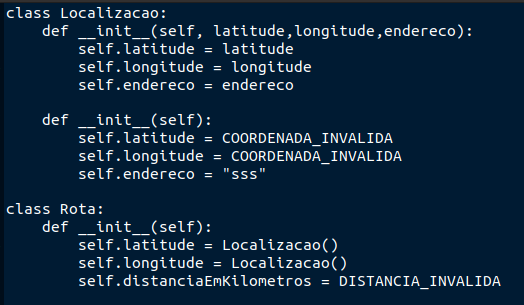 class Localizacao:
    def __init__(self, latitude,longitude,endereco):
        self.latitude = latitude
        self.longitude = longitude
        self.endereco = endereco

    def __init__(self):
        self.latitude = COORDENADA_INVALIDA
        self.longitude = COORDENADA_INVALIDA
        self.endereco = "sss"

class Rota:
    def __init__(self):
        self.latitude = Localizacao()
        self.longitude = Localizacao()
        self.distanciaEmKilometros = DISTANCIA_INVALIDA